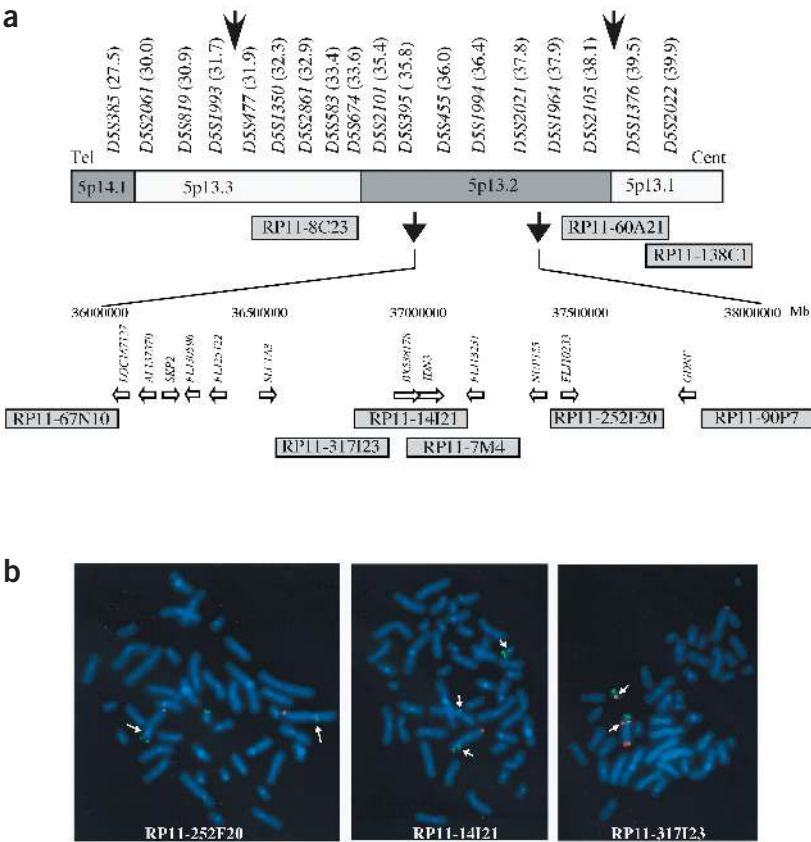 a
D5S385 (27.5)
D5S2061 (30.0)
D5S819 (30.9)
D5S1993 (31.7)
D5S477 (31.9)
D5S1350 (32.3)
D5S2861 (32.9)
D5S583 (33.4)
D5S674 (33.6)
D5S2101 (35.4)
D5S395 ( 35.8)
D5S455 (36.0)
D5S1994 (36.4)
D5S2021 (37.8)
D5S1964 (37.9)
D5S2105 (38.1)
D5S1376 (39.5)
D5S2022 (39.9)
Tel Cent
5p14.1 5p13.3 5p13.2 5p13.1
RP11-8C23 RP11-60A21
RP11-138C1
36000000 36500000 37000000 37500000 38000000 Mb
SKP2
SLC1A3
IDN3
NUP155
GDNF
RP11-67N10 RP11-14I21 RP11-252F20 RP11-90P7
RP11-317I23 RP11-7M4
b
RP11-252F20 RP11-14I21 RP11-317I23